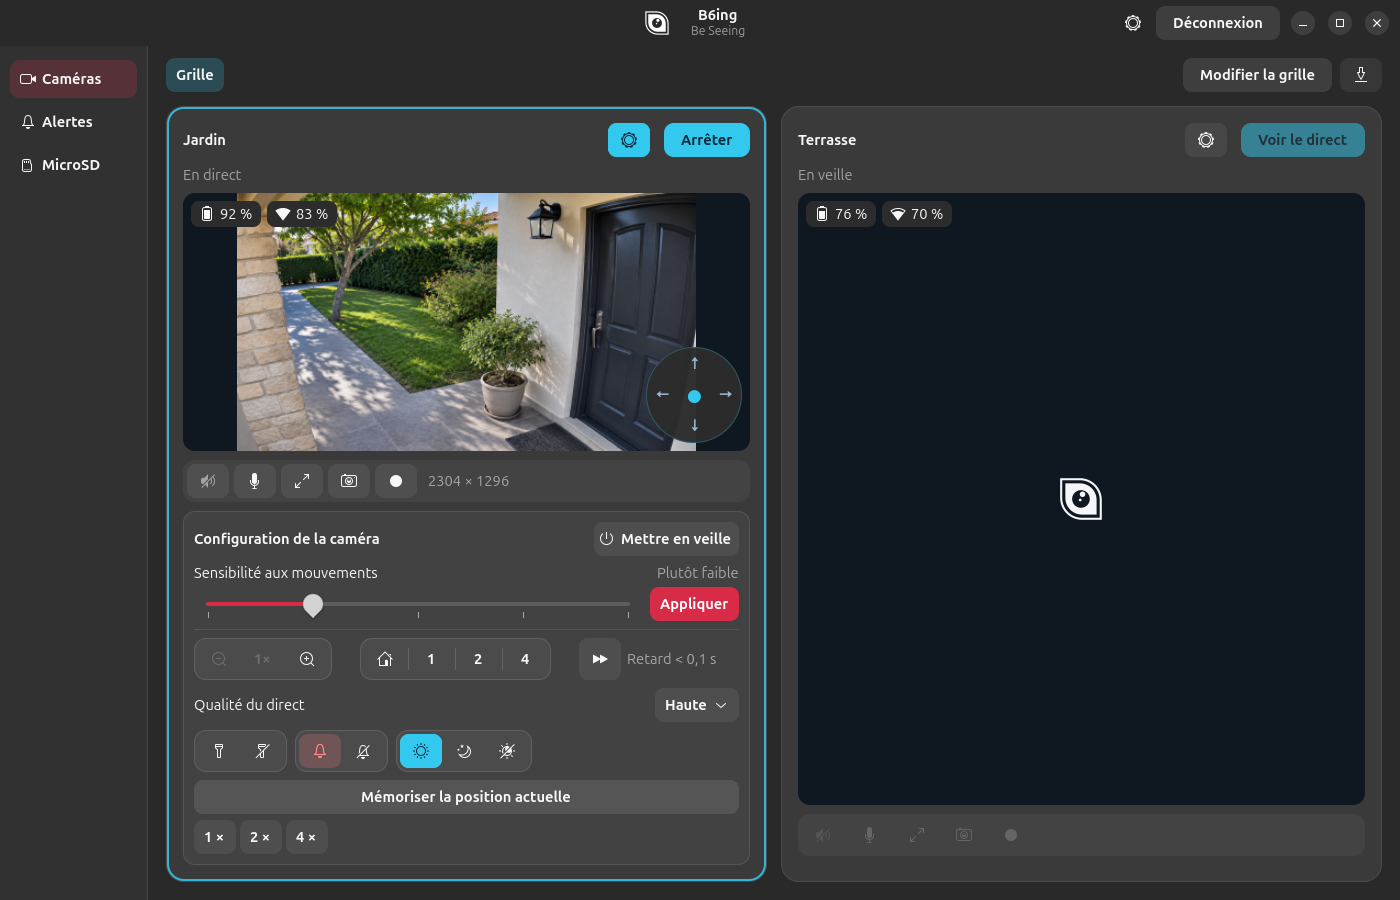 B6ing
Be Seeing
Déconnexion
Caméras
Alertes
MicroSD
Grille
Modifier la grille
Jardin
Arrêter
En direct
92 %
83 %
2304 × 1296
Configuration de la caméra
Mettre en veille
Sensibilité aux mouvements
Plutôt faible
Appliquer
1×
1
2
4
Retard < 0,1 s
Qualité du direct
Haute
Mémoriser la position actuelle
1 ×
2 ×
4 ×
Terrasse
Voir le direct
En veille
76 %
70 %